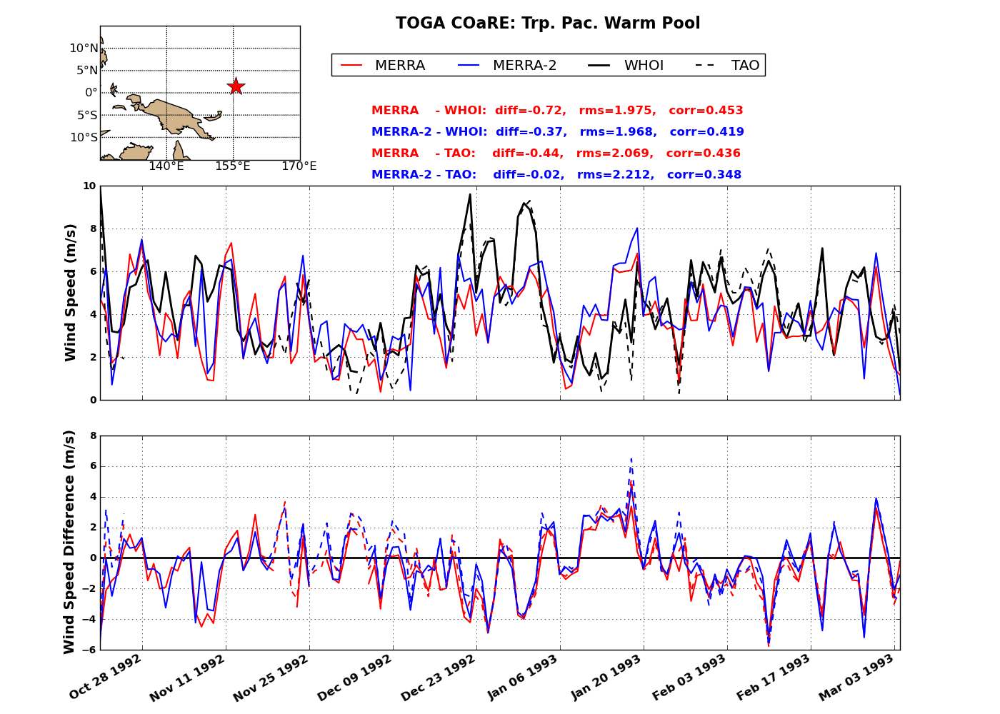 TOGA COaRE: Trp. Pac. Warm Pool
10°N
5°N
0°
5°S
10°S
140°E 155°E 170°E
MERRA MERRA-2 WHOI TAO
MERRA - WHOI: diff=-0.72, rms=1.975, corr=0.453
MERRA-2 - WHOI: diff=-0.37, rms=1.968, corr=0.419
MERRA - TAO: diff=-0.44, rms=2.069, corr=0.436
MERRA-2 - TAO: diff=-0.02, rms=2.212, corr=0.348
Wind Speed (m/s)
10
8
6
4
2
0
Wind Speed Difference (m/s)
8
6
4
2
0
−2
−4
−6
Oct 28 1992 Nov 11 1992 Nov 25 1992 Dec 09 1992 Dec 23 1992 Jan 06 1993 Jan 20 1993 Feb 03 1993 Feb 17 1993 Mar 03 1993